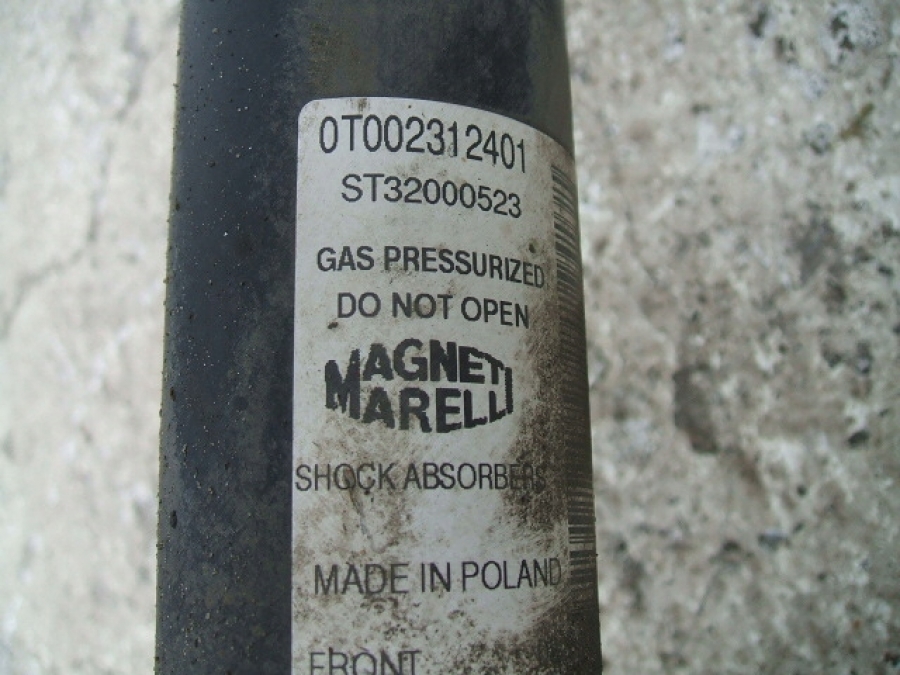 0T002312401
ST32000523
GAS PRESSURIZED
DO NOT OPEN
MAGNETI
MARELLI
SHOCK ABSORBERS
MADE IN POLAND
FRONT